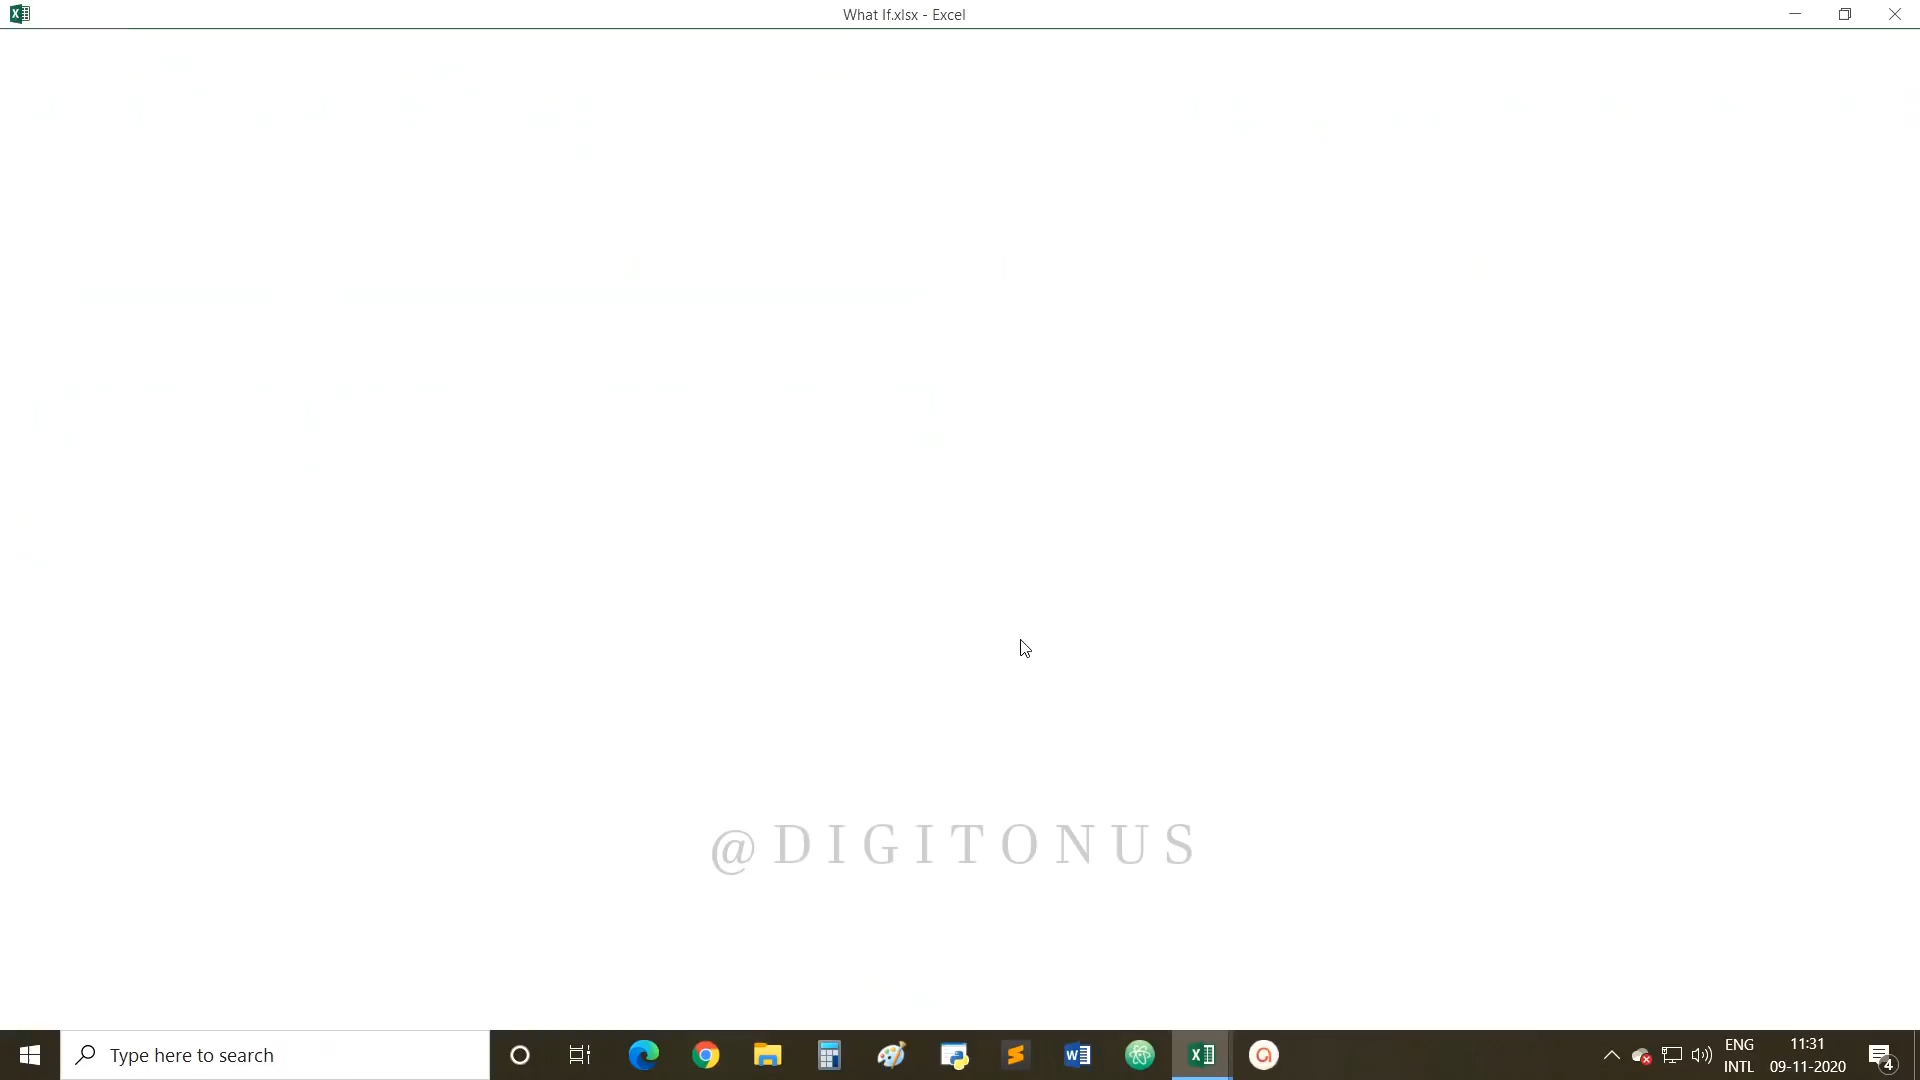 What If.xlsx - Excel
@DIGITONUS
Type here to search
ENG
INTL
11:31
09-11-2020
4